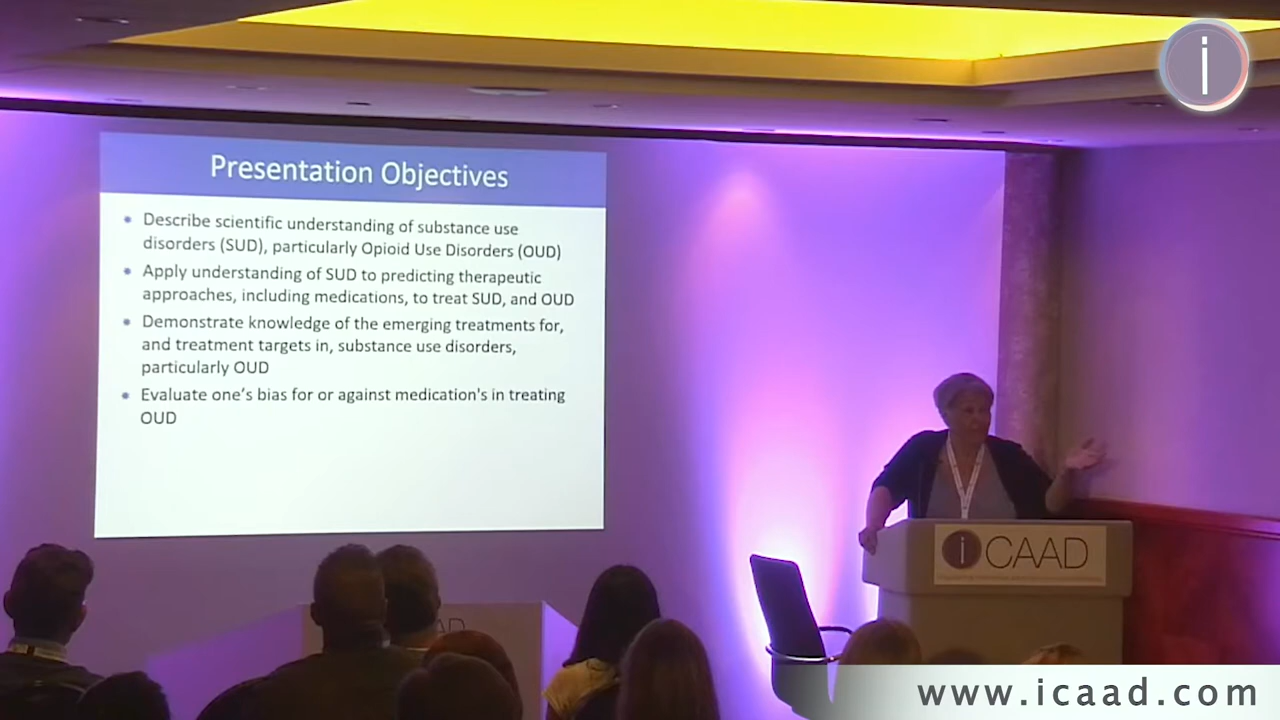 i
Presentation Objectives
• Describe scientific understanding of substance use
disorders (SUD), particularly Opioid Use Disorders (OUD)
• Apply understanding of SUD to predicting therapeutic
approaches, including medications, to treat SUD, and OUD
• Demonstrate knowledge of the emerging treatments for,
and treatment targets in, substance use disorders,
particularly OUD
• Evaluate one's bias for or against medication's in treating
OUD
iCAAD
AD
www.icaad.com